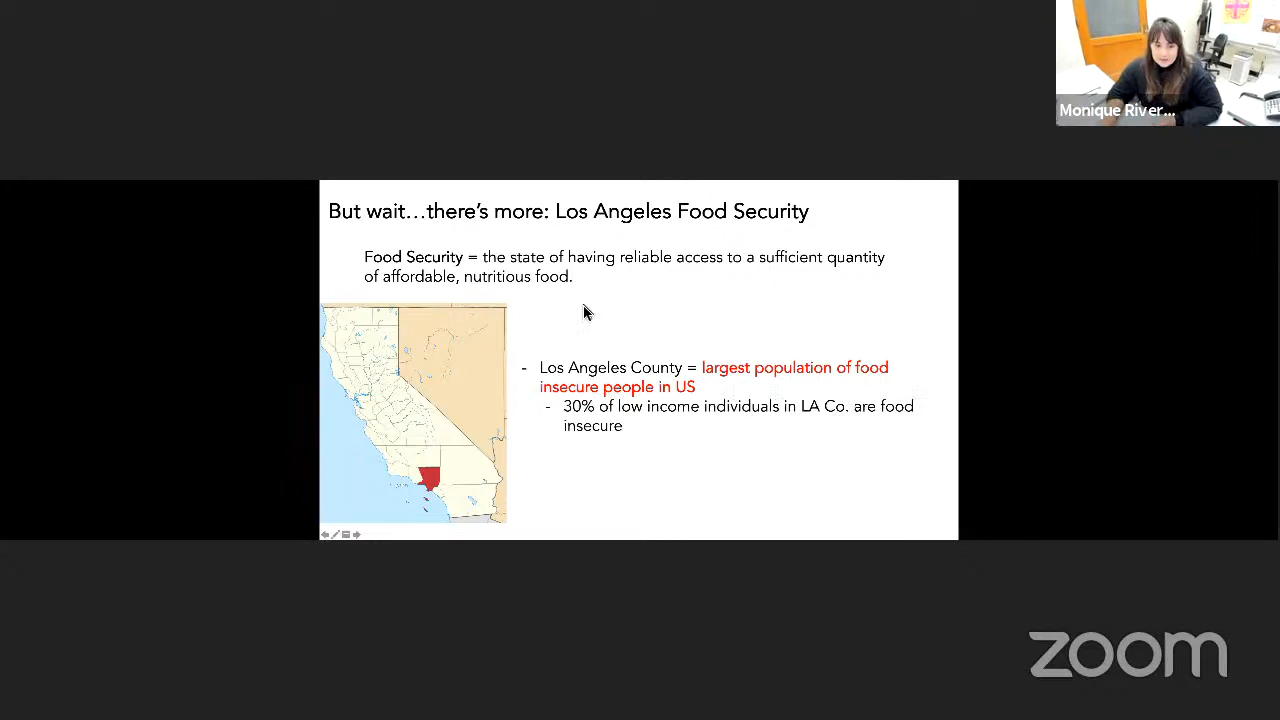 Monique River...
But wait...there's more: Los Angeles Food Security
Food Security = the state of having reliable access to a sufficient quantity
of affordable, nutritious food.
- Los Angeles County = largest population of food
insecure people in US
- 30% of low income individuals in LA Co. are food
insecure
zoom